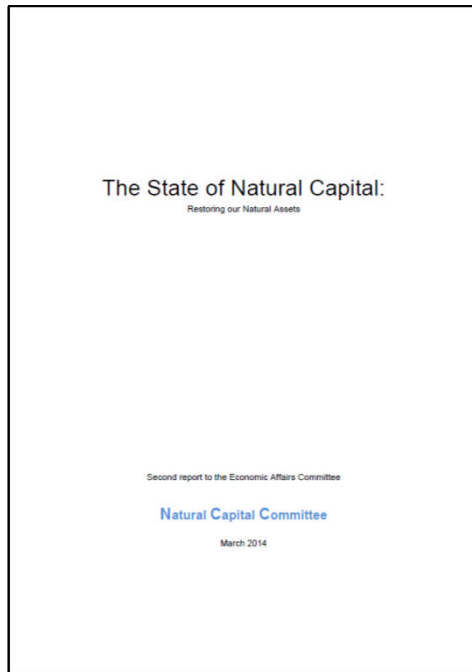 The State of Natural Capital:
Restoring our Natural Assets
Second report to the Economic Affairs Committee
Natural Capital Committee
March 2014